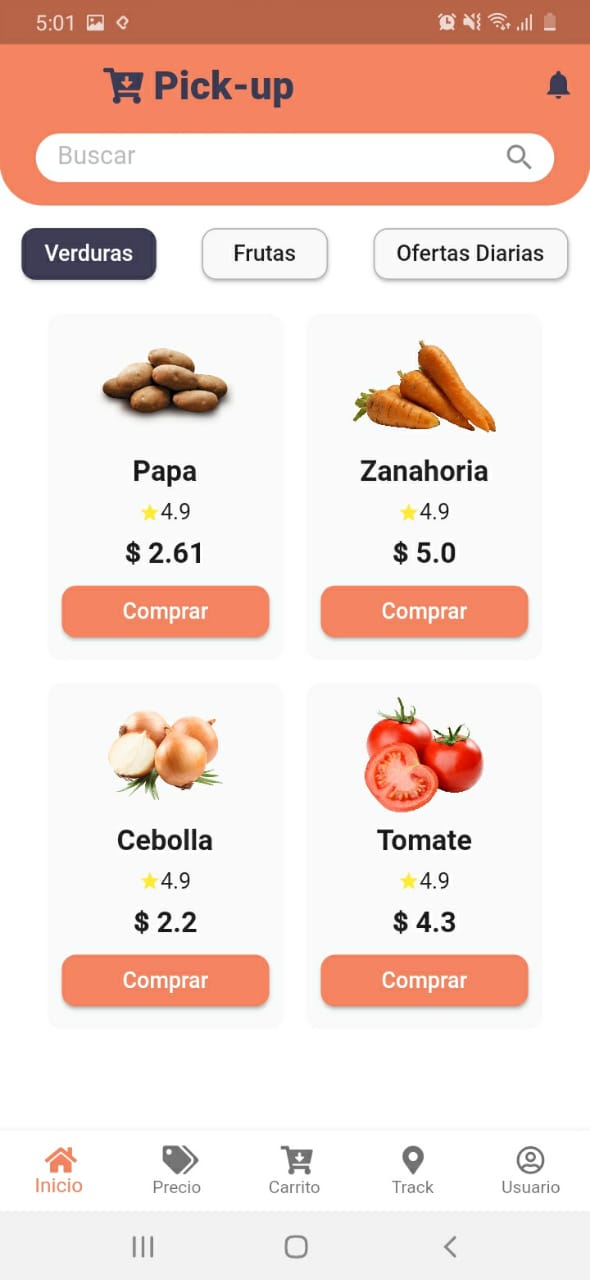 5:01
Pick-up
Buscar
Verduras Frutas Ofertas Diarias
Papa Zanahoria
4.9 4.9
$ 2.61 $ 5.0
Comprar Comprar
Cebolla Tomate
4.9 4.9
$ 2.2 $ 4.3
Comprar Comprar
Inicio Precio Carrito Track Usuario